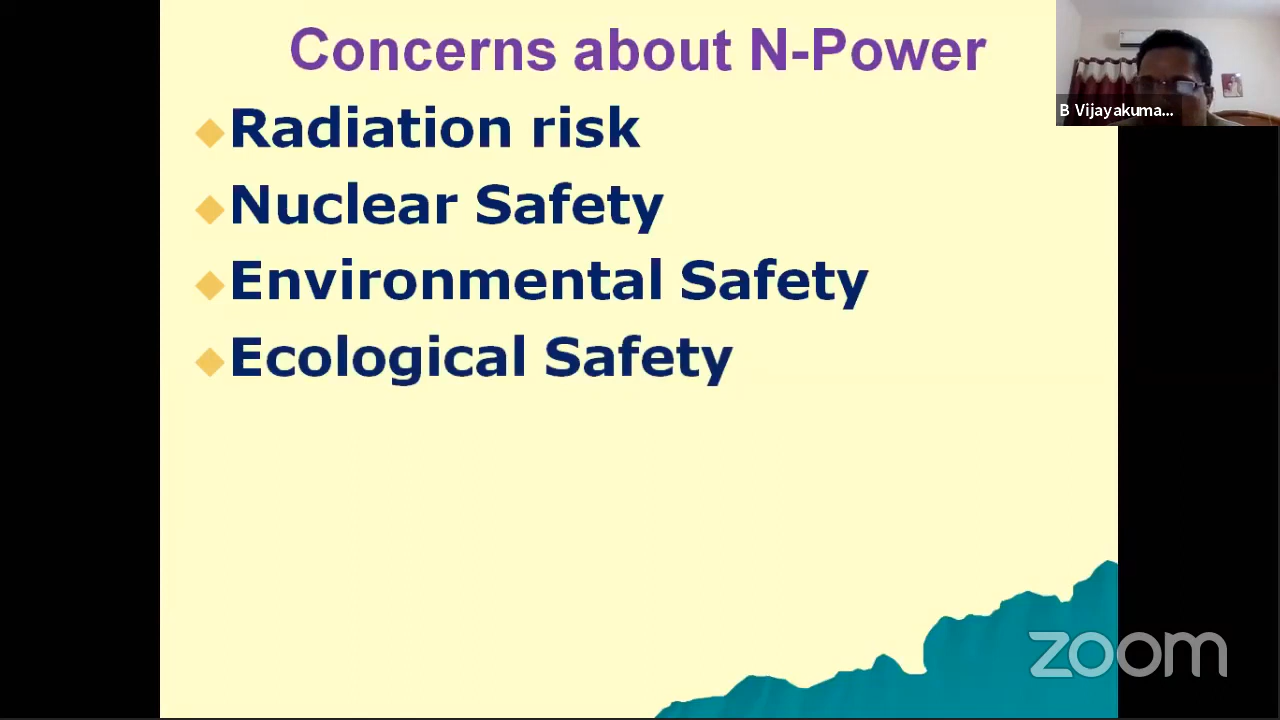 Concerns about N-Power
Radiation risk
Nuclear Safety
Environmental Safety
Ecological Safety
B Vijayakuma...
zoom